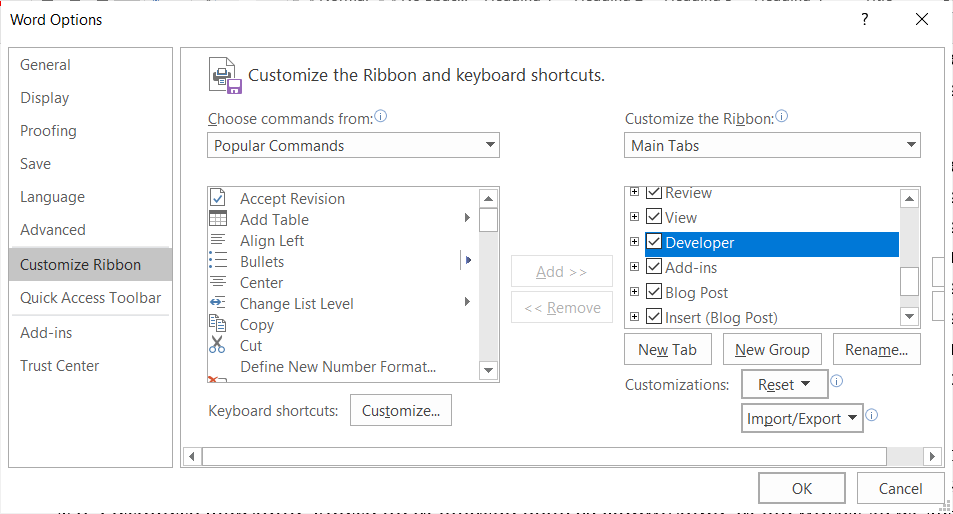 Word Options
?
General
Display
Proofing
Save
Language
Advanced
Customize Ribbon
Quick Access Toolbar
Add-ins
Trust Center
Customize the Ribbon and keyboard shortcuts.
Choose commands from:
Popular Commands
Accept Revision
Add Table
Align Left
Bullets
Center
Change List Level
Copy
Cut
Define New Number Format...
Keyboard shortcuts:
Customize...
Add >>
<< Remove
Customize the Ribbon:
Main Tabs
Review
View
Developer
Add-ins
Blog Post
Insert (Blog Post)
New Tab
New Group
Rename...
Customizations:
Reset
Import/Export
OK
Cancel